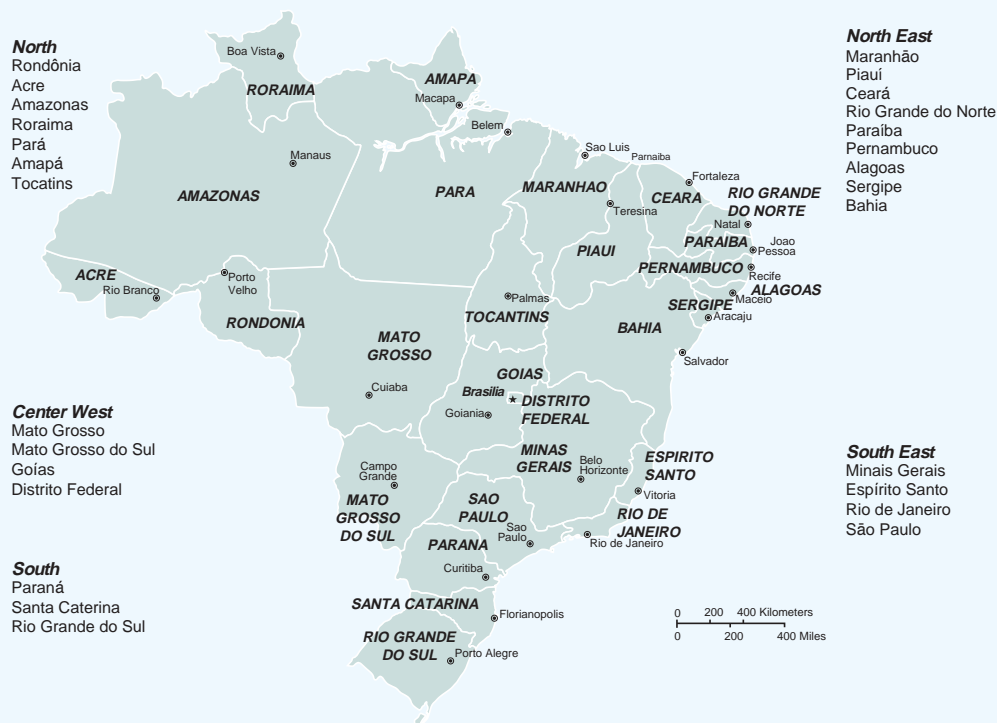 North
Rondônia
Acre
Amazonas
Roraima
Pará
Amapá
Tocatins
Center West
Mato Grosso
Mato Grosso do Sul
Goías
Distrito Federal
South
Paraná
Santa Caterina
Rio Grande do Sul
Boa Vista
RORAIMA
AMAPA
Macapa
Belem
Manaus
AMAZONAS
PARA
Sao Luis
Parnaiba
MARANHAO
Teresina
Fortaleza
CEARA
RIO GRANDE
DO NORTE
Natal
PIAUI
PARAIBA
Joao
Pessoa
PERNAMBUCO
Recife
ALAGOAS
Maceio
SERGIPE
Aracaju
ACRE
Rio Branco
Porto
Velho
RONDONIA
Palmas
TOCANTINS
BAHIA
Salvador
MATO
GROSSO
Cuiaba
GOIAS
Brasilia
DISTRITO
FEDERAL
Goiania
MINAS
GERAIS
Belo
Horizonte
ESPIRITO
SANTO
Vitoria
Campo
Grande
MATO
GROSSO
DO SUL
SAO
PAULO
Sao
Paulo
RIO DE
JANEIRO
Rio de Janeiro
PARANA
Curitiba
SANTA CATARINA
Florianopolis
RIO GRANDE
DO SUL
Porto Alegre
North East
Maranhão
Piauí
Ceará
Rio Grande do Norte
Paraíba
Pernambuco
Alagoas
Sergipe
Bahia
South East
Minais Gerais
Espírito Santo
Rio de Janeiro
São Paulo
0 200 400 Kilometers
0 200 400 Miles